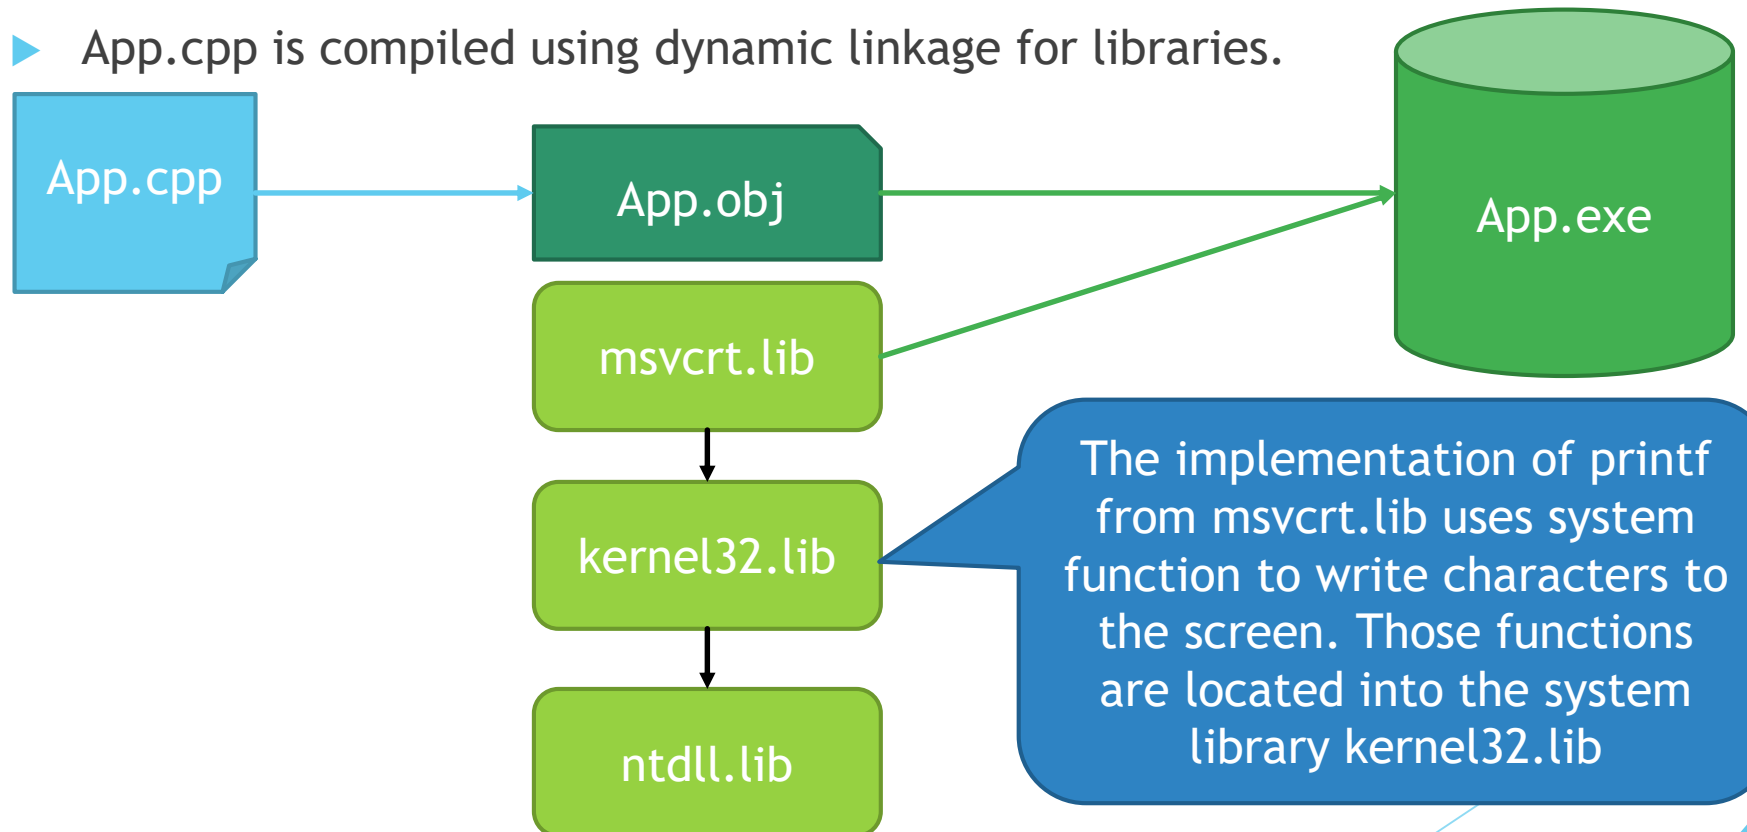 App.cpp is compiled using dynamic linkage for libraries.
App.cpp
App.obj
App.exe
msvcrt.lib
kernel32.lib
ntdll.lib
The implementation of printf
from msvcrt.lib uses system
function to write characters to
the screen. Those functions
are located into the system
library kernel32.lib